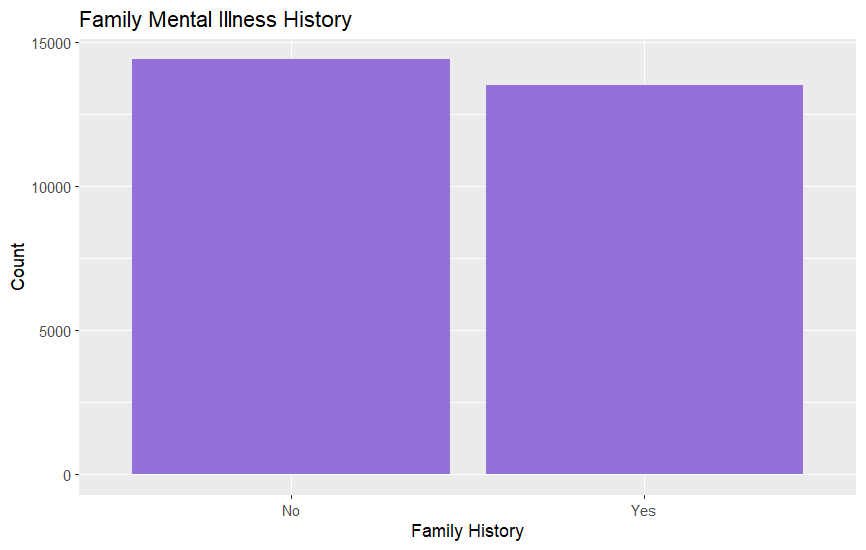 Family Mental Illness History
15000
10000
5000
0
Count
No Yes
Family History